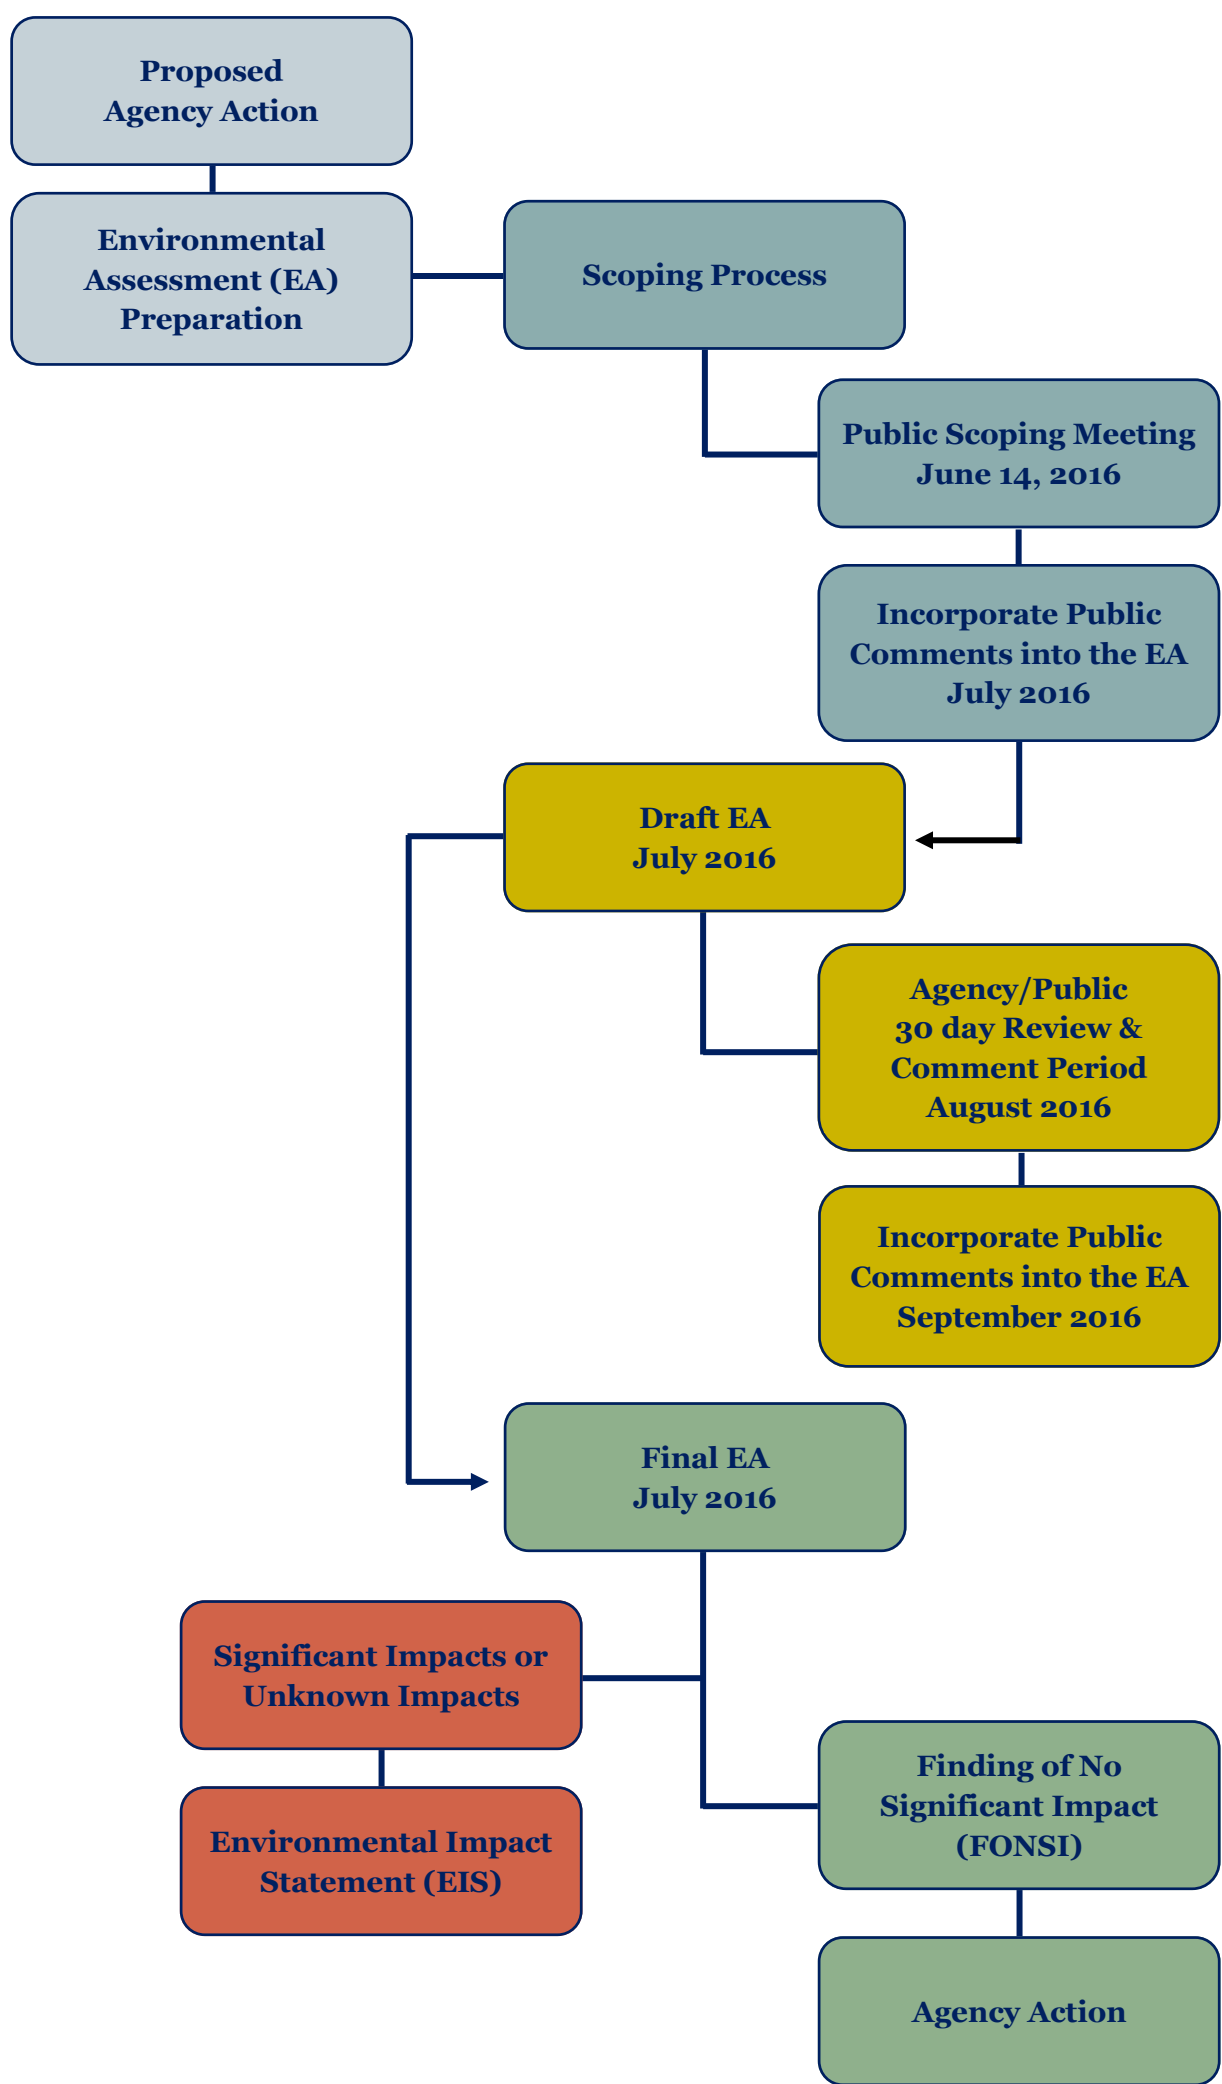 Proposed
Agency Action
Environmental
Assessment (EA)
Preparation
Scoping Process
Public Scoping Meeting
June 14, 2016
Incorporate Public
Comments into the EA
July 2016
Draft EA
July 2016
Agency/Public
30 day Review &
Comment Period
August 2016
Incorporate Public
Comments into the EA
September 2016
Final EA
July 2016
Significant Impacts or
Unknown Impacts
Environmental Impact
Statement (EIS)
Finding of No
Significant Impact
(FONSI)
Agency Action